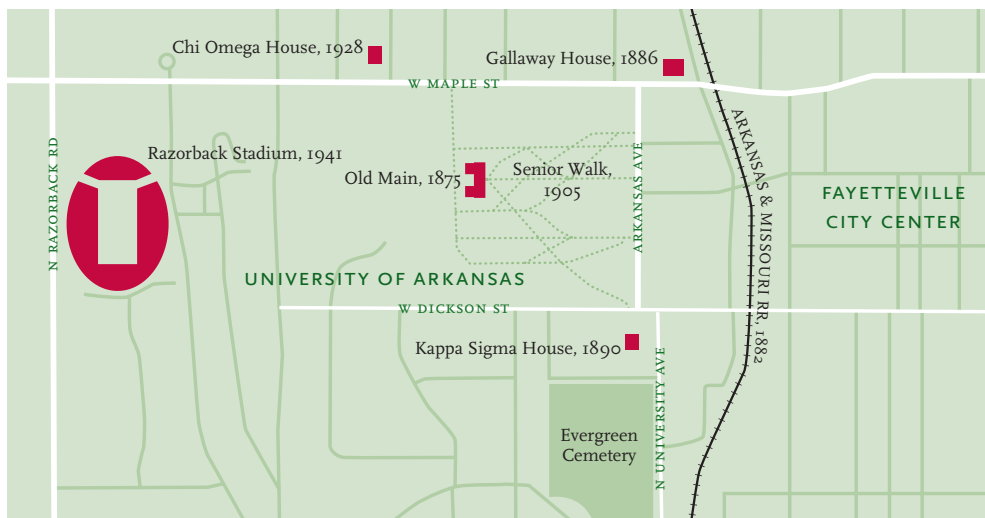 Chi Omega House, 1928
Gallaway House, 1886
W MAPLE ST
N RAZORBACK RD
Razorback Stadium, 1941
Old Main, 1875
Senior Walk,
1905
ARKANSAS AVE
ARKANSAS & MISSOURI RR, 1882
FAYETTEVILLE
CITY CENTER
UNIVERSITY OF ARKANSAS
W DICKSON ST
Kappa Sigma House, 1890
N UNIVERSITY AVE
Evergreen
Cemetery